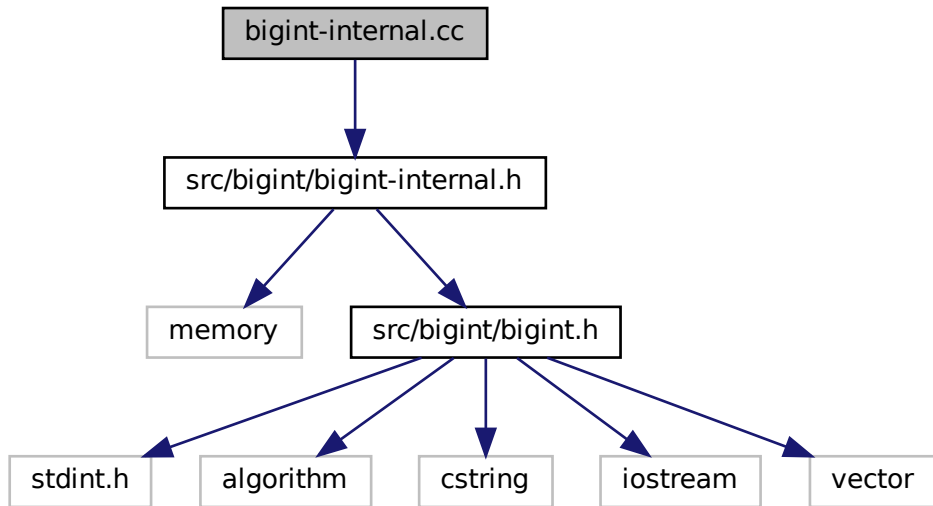 bigint-internal.cc
src/bigint/bigint-internal.h
memory
src/bigint/bigint.h
stdint.h
algorithm
cstring
iostream
vector